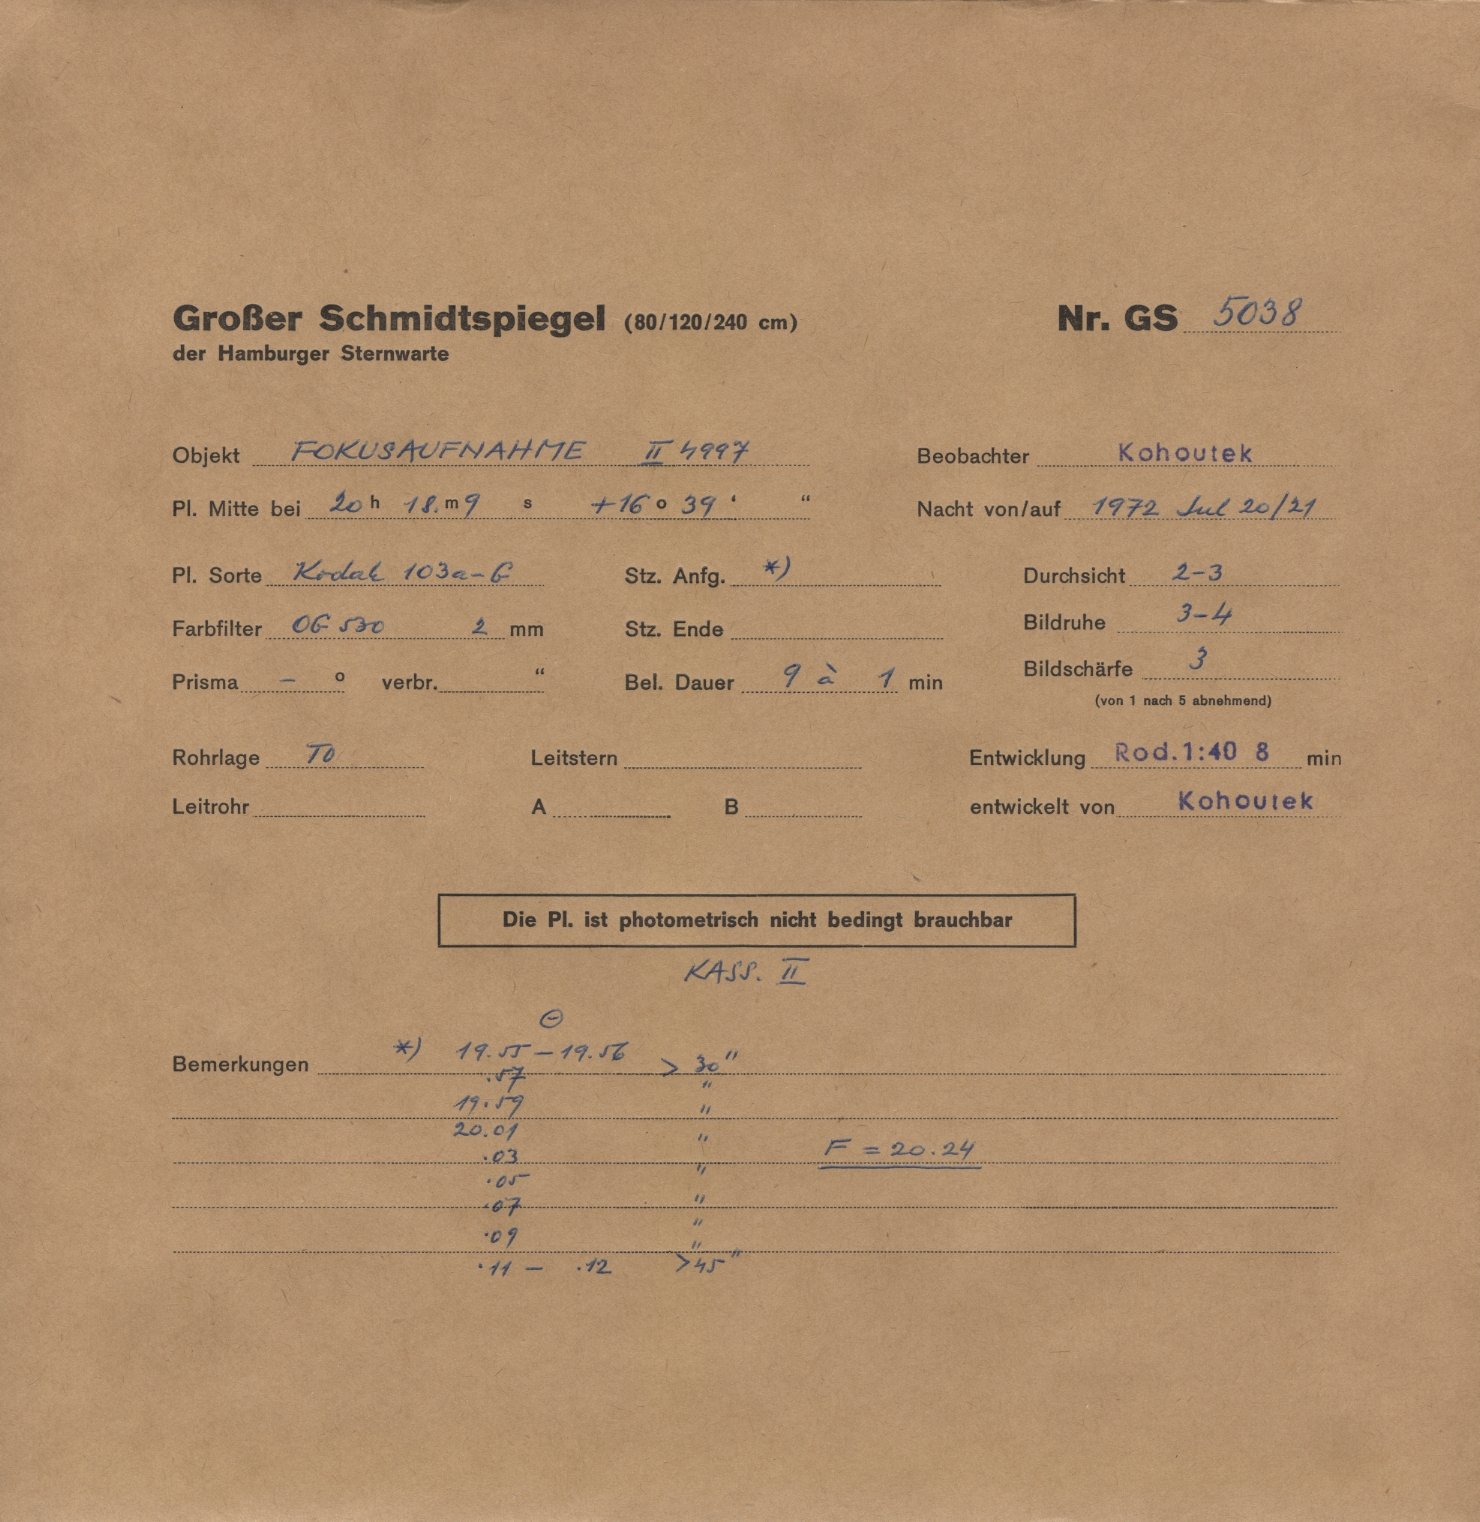 Großer Schmidtspiegel (80/120/240 cm) Nr. GS 5038
der Hamburger Sternwarte
Objekt FOKUSAUFNAHME II 4997 Beobachter Kohoutek
Pl. Mitte bei 20 h 18. m 9 s +16 o 39 ‘ “ Nacht von/auf 1972 Jul 20/21
Pl. Sorte Kodak 103a-G Stz. Anfg. *) Durchsicht 2-3
Farbfilter OG 530 2 mm Stz. Ende Bildruhe 3-4
Prisma – o verbr. “ Bel. Dauer 9 à 1 min Bildschärfe 3
(von 1 nach 5 abnehmend)
Rohrlage TO Leitstern Entwicklung Rod. 1:40 8 min
Leitrohr A B entwickelt von Kohoutek
Die Pl. ist photometrisch nicht bedingt brauchbar
KASS. II
⊖
Bemerkungen *) 19.55 – 19.56 > 30"
.57 "
19.59 "
20.01 "
.03 " F = 20.24
.05 "
.07 "
.09 "
.11 – .12 >45"